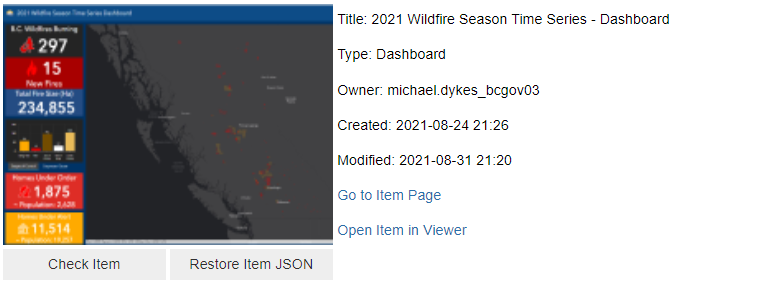 2021 Wildfire Season Time Series Dashboard
B.C. Wildfires Burning
297
15
New Fires
Total Fire Size (Ha)
234,855
Homes Under Order
1,875
Population: 2,628
Homes Under Alert
11,514
Check Item
Restore Item JSON
Title: 2021 Wildfire Season Time Series - Dashboard
Type: Dashboard
Owner: michael.dykes_bcgov03
Created: 2021-08-24 21:26
Modified: 2021-08-31 21:20
Go to Item Page
Open Item in Viewer